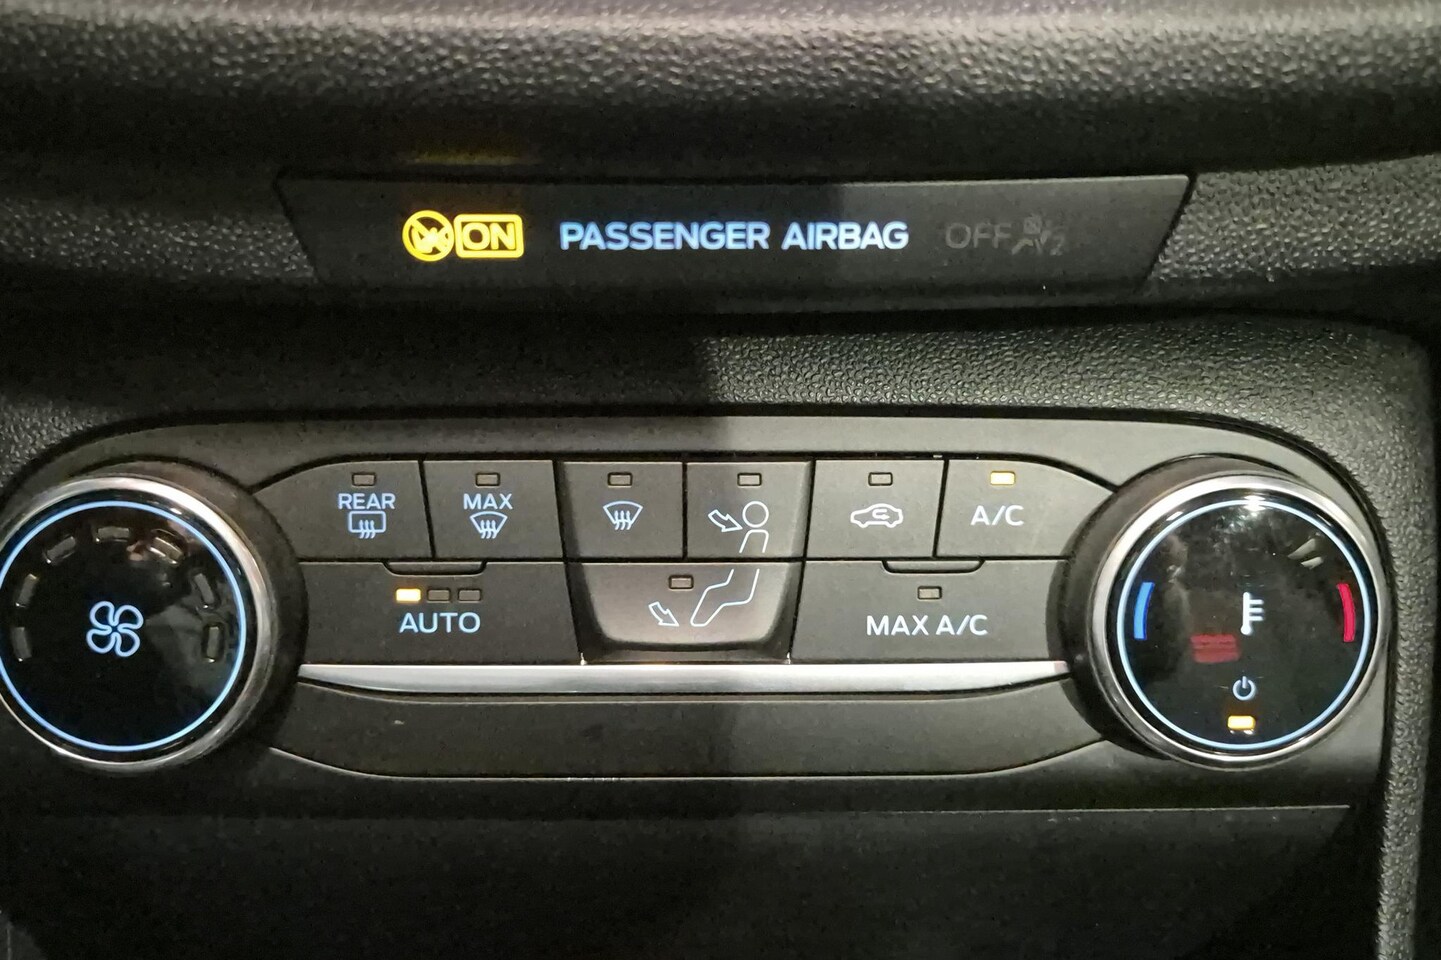 ON PASSENGER AIRBAG OFF
REAR MAX A/C
AUTO MAX A/C